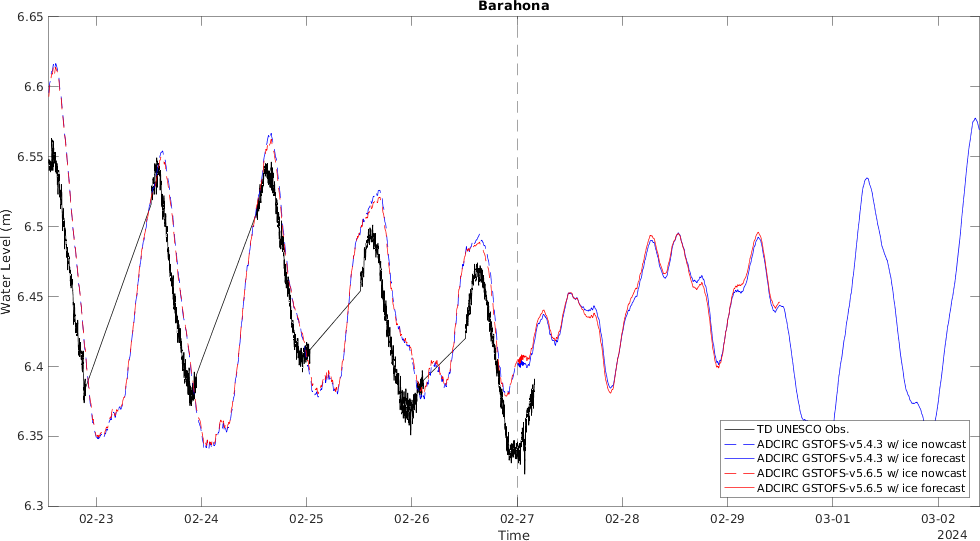 Barahona
6.65
6.6
6.55
6.5
6.45
6.4
6.35
6.3
Water Level (m)
02-23
02-24
02-25
02-26
02-27
02-28
02-29
03-01
03-02
Time
2024
TD UNESCO Obs.
ADCIRC GSTOFS-v5.4.3 w/ ice nowcast
ADCIRC GSTOFS-v5.4.3 w/ ice forecast
ADCIRC GSTOFS-v5.6.5 w/ ice nowcast
ADCIRC GSTOFS-v5.6.5 w/ ice forecast